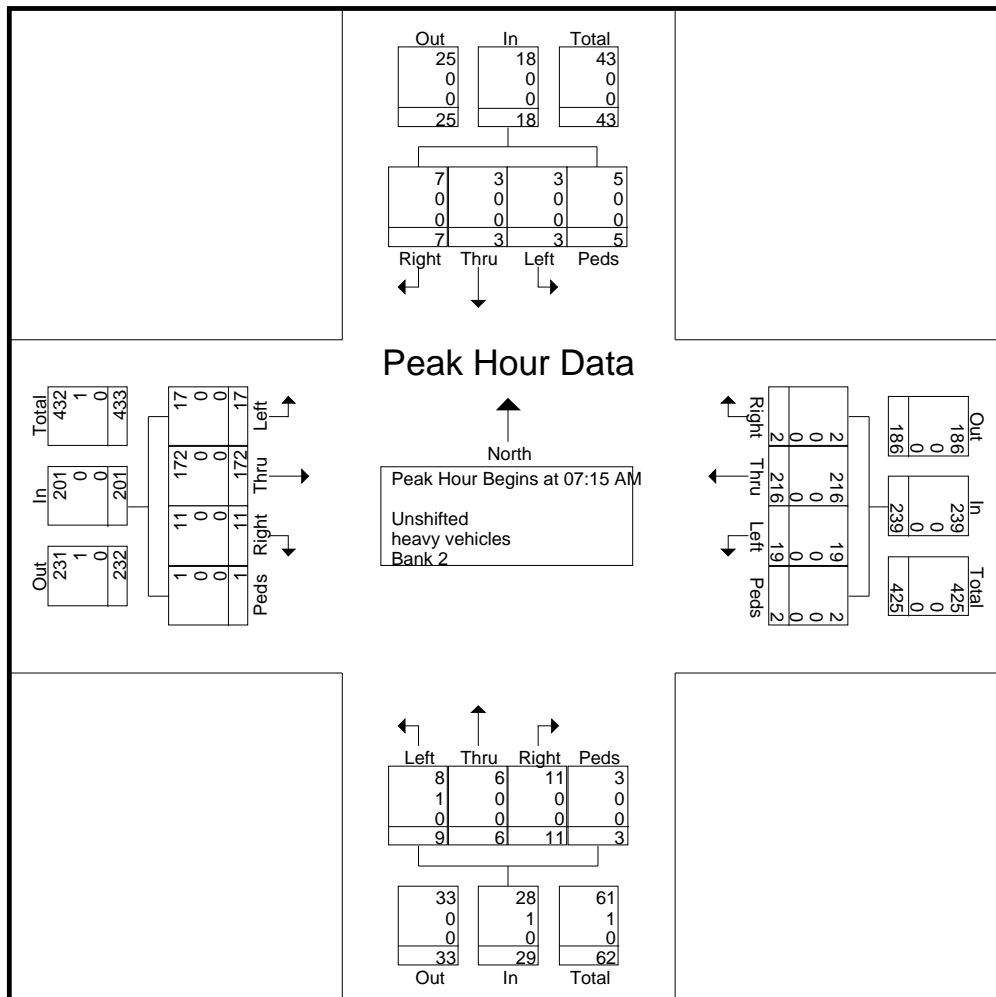 Out In Total
25 18 43
0 0 0
0 0 0
25 18 43
7 3 3 5
0 0 0 0
0 0 0 0
7 3 3 5
Right Thru Left Peds
Peak Hour Data
North
Peak Hour Begins at 07:15 AM
Unshifted
heavy vehicles
Bank 2
Total
432 1 0 433
In
201 0 0 201
Out
231 1 0 232
17 0 0 17
Left
172 0 0 172
Thru
11 0 0 11
Right
1 0 0 1
Peds
Right
2 0 0 2
Thru
216 0 0 216
Left
19 0 0 19
Peds
2 0 0 2
Out
186 0 0 186
In
239 0 0 239
Total
425 0 0 425
Left Thru Right Peds
8 6 11 3
1 0 0 0
0 0 0 0
9 6 11 3
33 28 61
0 1 1
0 0 0
33 29 62
Out In Total